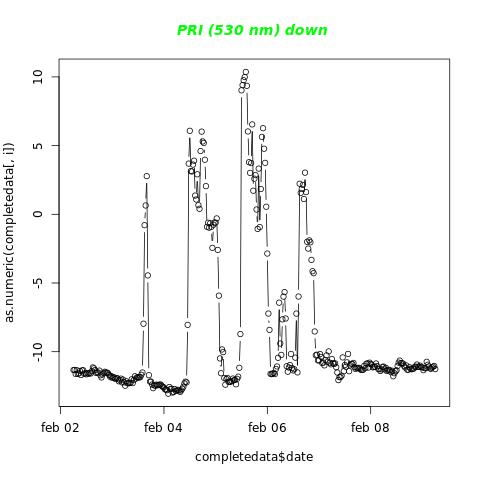 PRI (530 nm) down
as.numeric(completedata[, i])
10
5
0
-5
-10
feb 02
feb 04
feb 06
feb 08
completedata$date